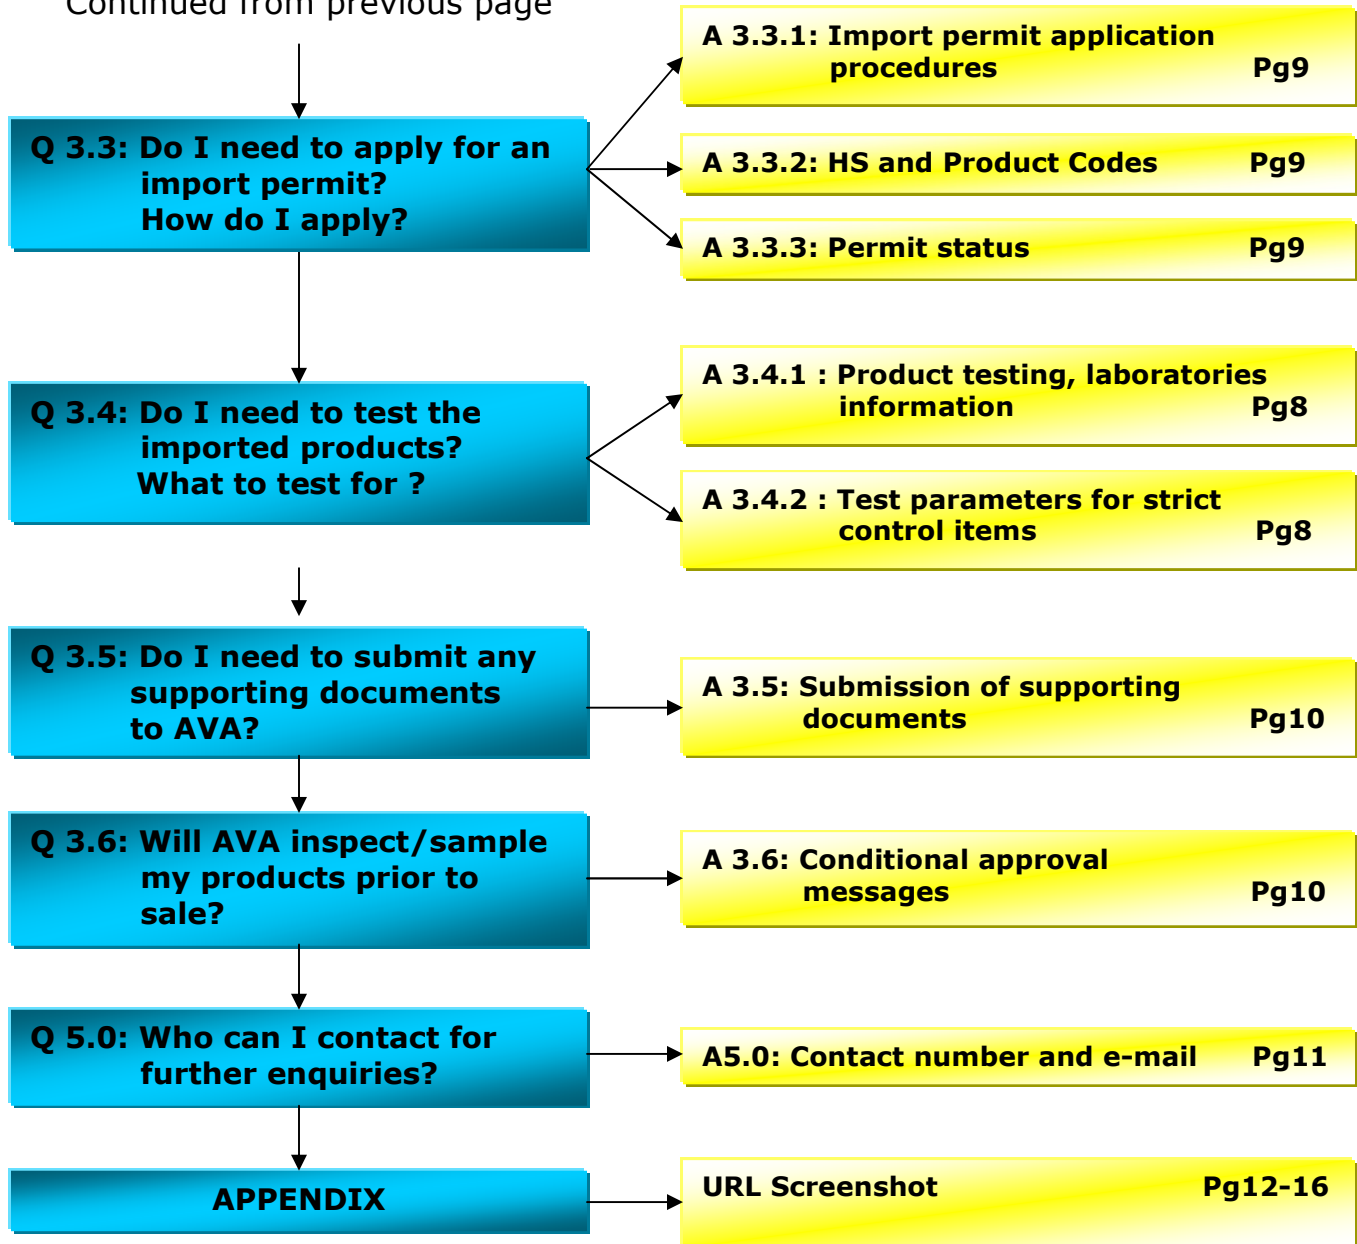 Continued from previous page
Q 3.3: Do I need to apply for an
import permit?
How do I apply?
A 3.3.1: Import permit application
procedures Pg9
A 3.3.2: HS and Product Codes Pg9
A 3.3.3: Permit status Pg9
Q 3.4: Do I need to test the
imported products?
What to test for ?
A 3.4.1 : Product testing, laboratories
information Pg8
A 3.4.2 : Test parameters for strict
control items Pg8
Q 3.5: Do I need to submit any
supporting documents
to AVA?
A 3.5: Submission of supporting
documents Pg10
Q 3.6: Will AVA inspect/sample
my products prior to
sale?
A 3.6: Conditional approval
messages Pg10
Q 5.0: Who can I contact for
further enquiries?
A5.0: Contact number and e-mail Pg11
APPENDIX
URL Screenshot Pg12-16